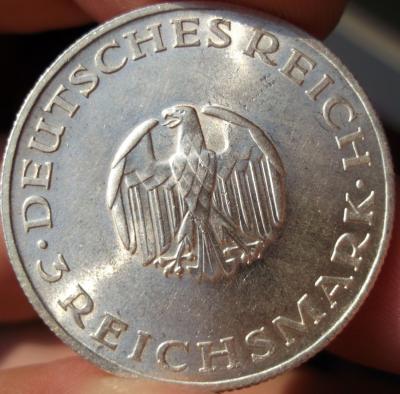 ·DEUTSCHES REICH·
3 REICHSMARK